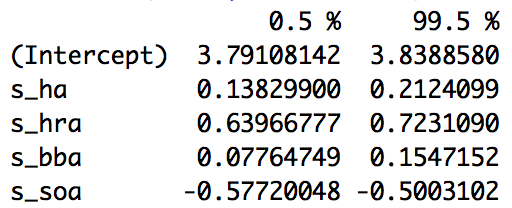 0.5 % 99.5 %
(Intercept) 3.79108142 3.8388580
s_ha 0.13829900 0.2124099
s_hra 0.63966777 0.7231090
s_bba 0.07764749 0.1547152
s_soa -0.57720048 -0.5003102